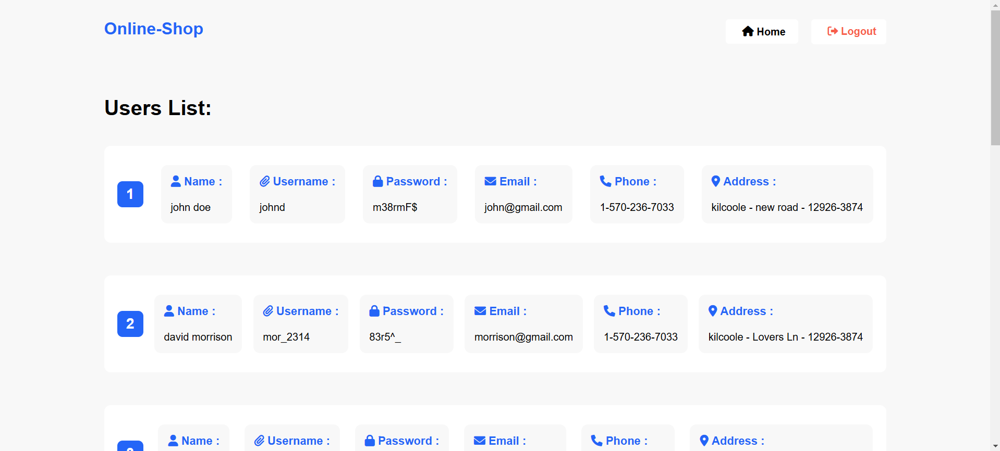 Online-Shop
Home
Logout
Users List:
1
Name : Username : Password : Email : Phone : Address :
john doe johnd m38rmF$ john@gmail.com 1-570-236-7033 kilcoole - new road - 12926-3874
2
Name : Username : Password : Email : Phone : Address :
david morrison mor_2314 83r5^_ morrison@gmail.com 1-570-236-7033 kilcoole - Lovers Ln - 12926-3874
Name : Username : Password : Email : Phone : Address :